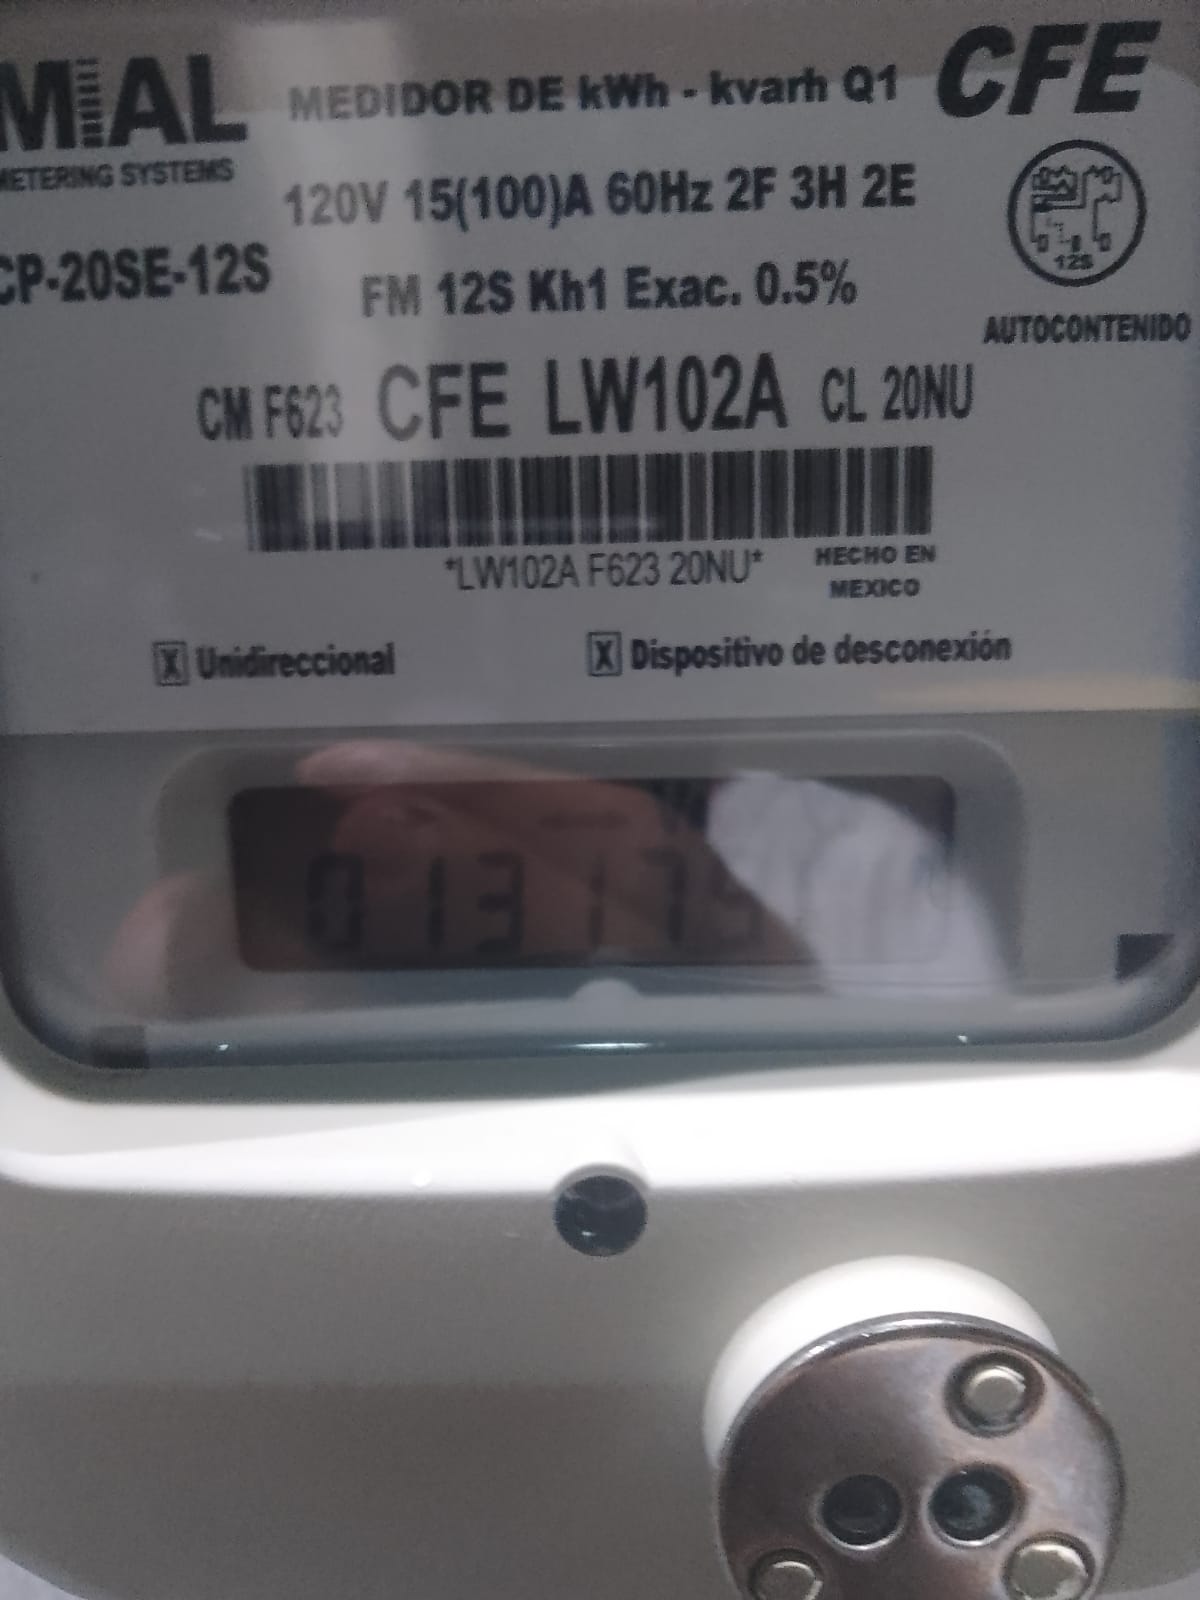 MIAL
METERING SYSTEMS
MEDIDOR DE kWh - kvarh Q1
CFE
120V 15(100)A 60Hz 2F 3H 2E
CP-20SE-12S
FM 12S Kh1 Exac. 0.5%
12S
AUTOCONTENIDO
CM F623 CFE LW102A CL 20NU
*LW102A F623 20NU*
HECHO EN
MEXICO
X Unidireccional
X Dispositivo de desconexión